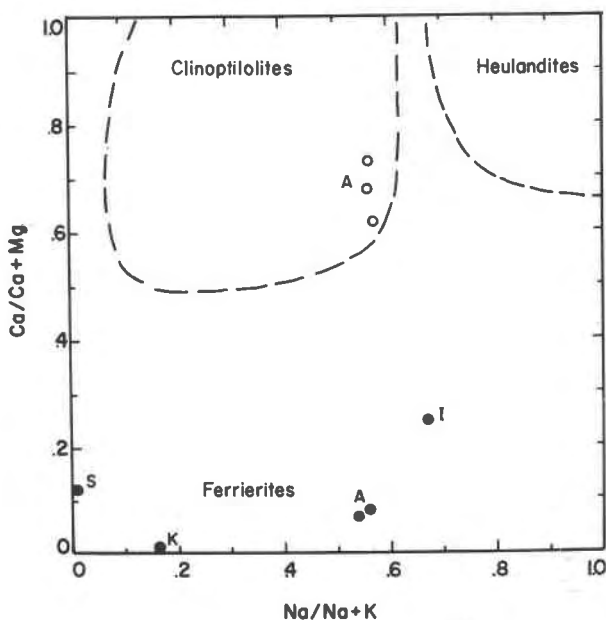 1.0
Clinoptilolites
Heulandites
.8
A
.6
Ca/Ca+Mg
.4
I
.2
S
Ferrierites
A
K
0
0 .2 .4 .6 .8 1.0
Na/Na+K